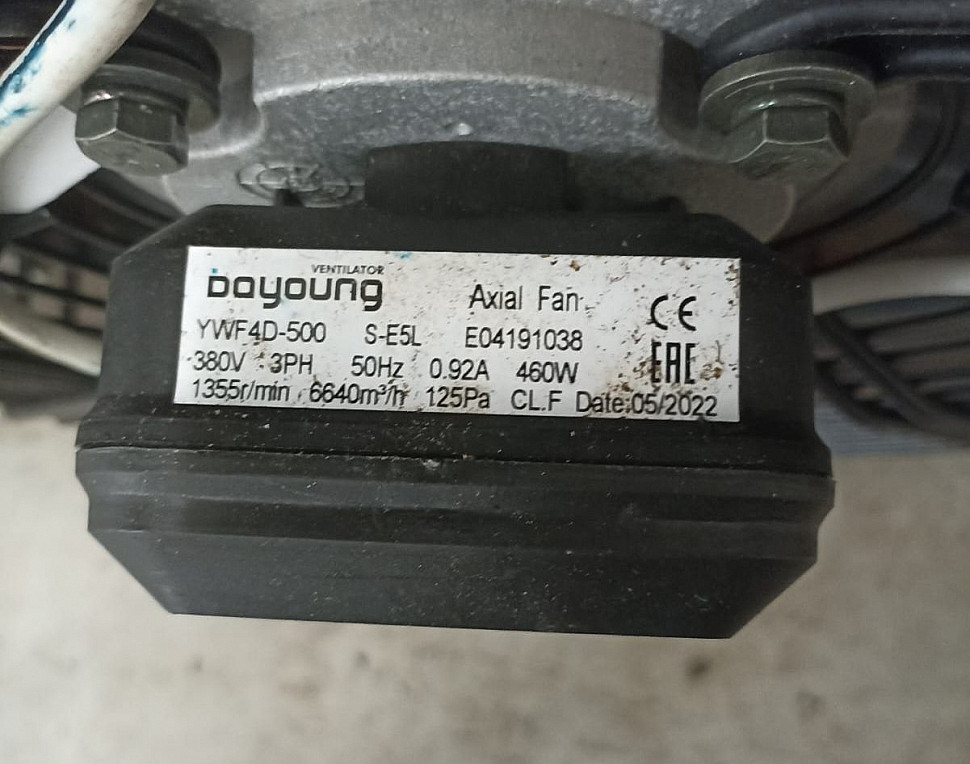 VENTILATOR
Dayoung Axial Fan CE
YWF4D-500 S-E5L E04191038
380V 3PH 50Hz 0.92A 460W EAC
1355r/min 6640m³/h 125Pa CL.F Date:05/2022